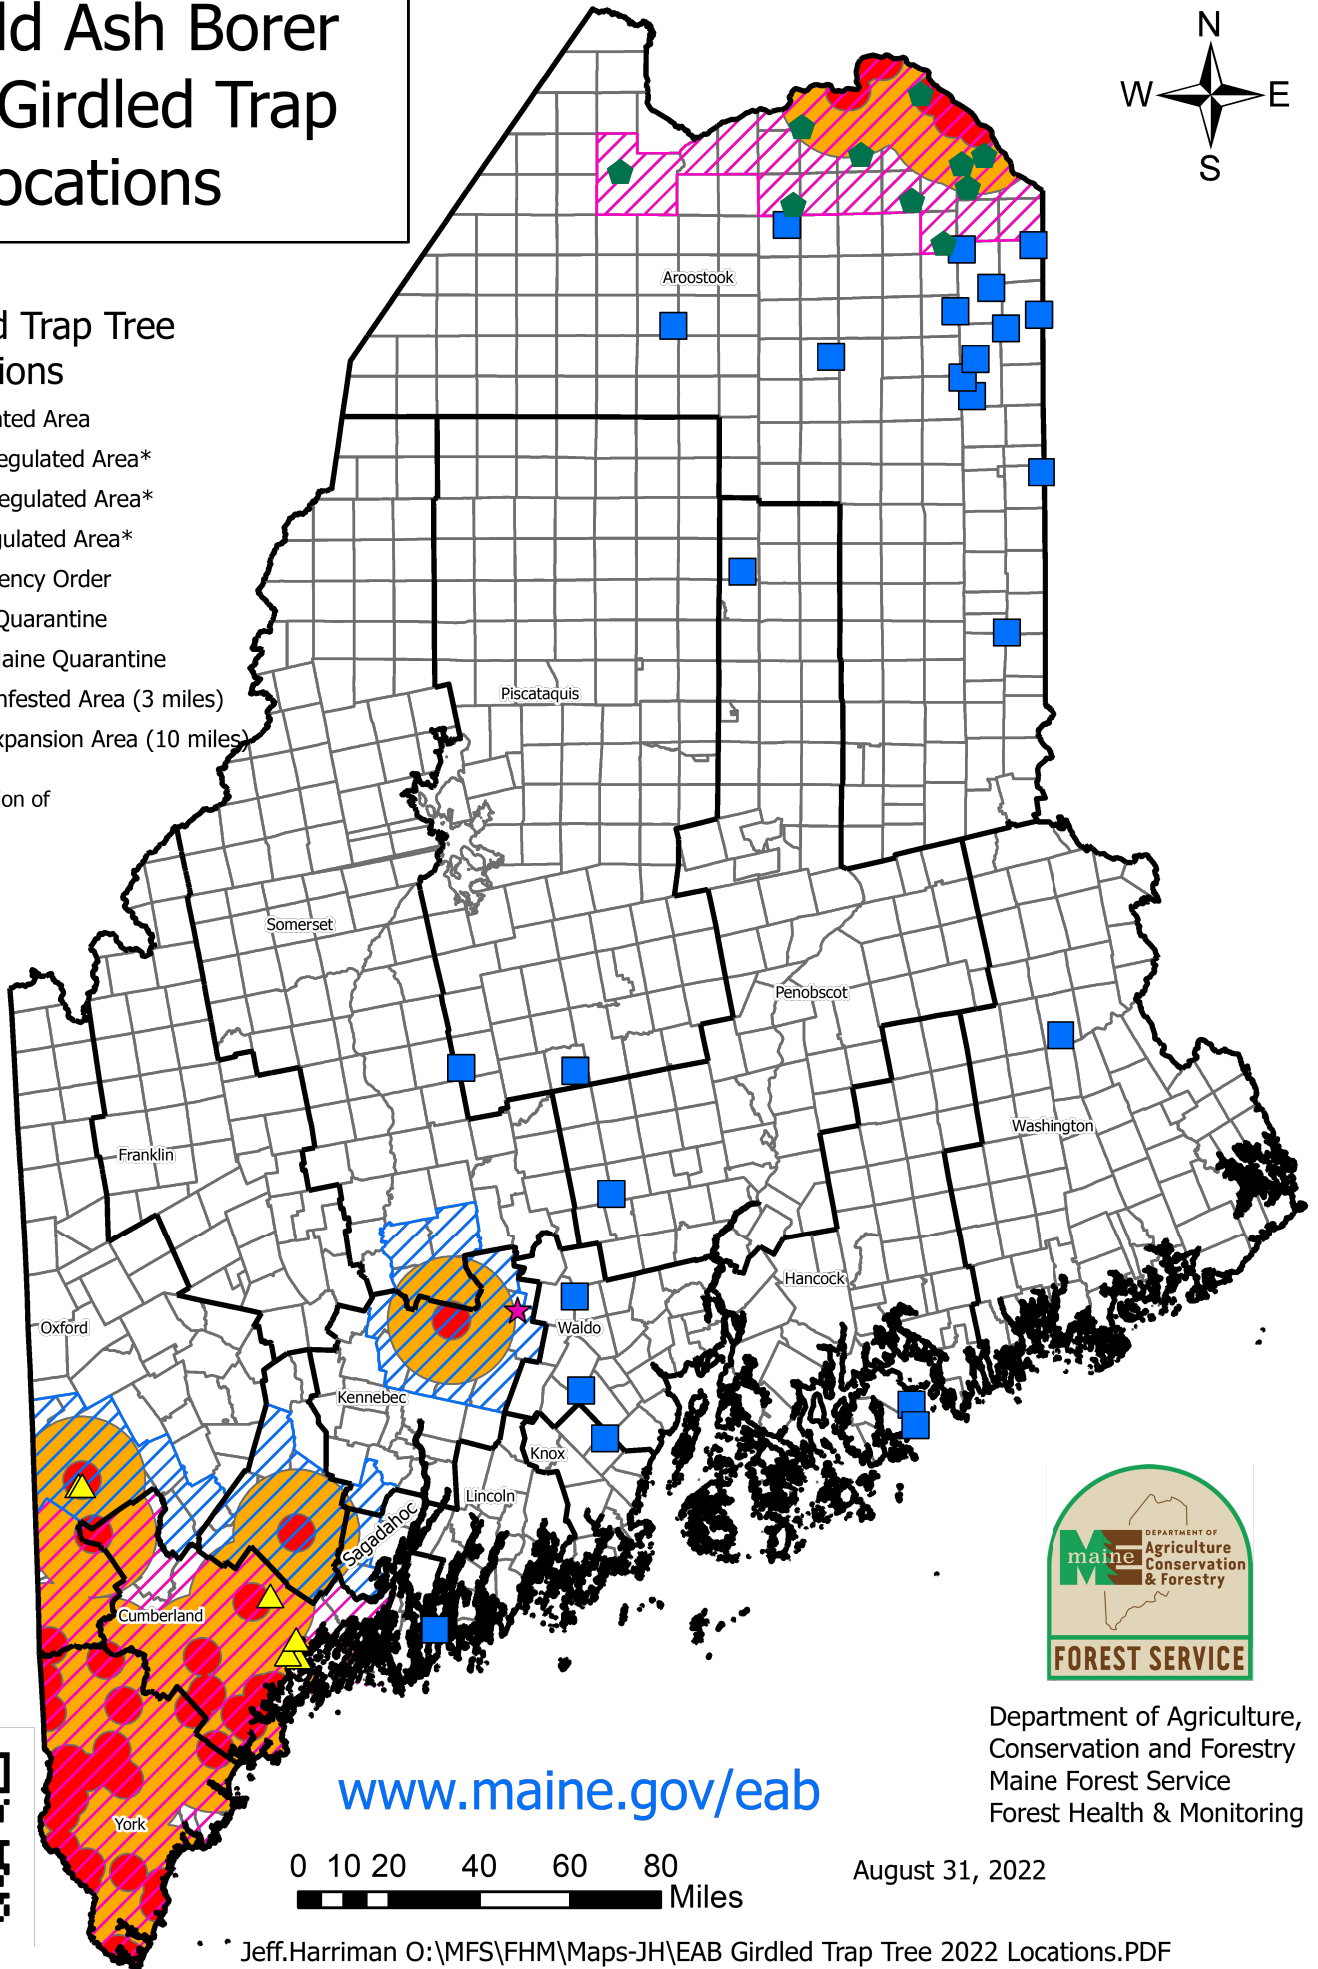 ld Ash Borer
Girdled Trap
ocations
N
W E
S
d Trap Tree
ions
ated Area
egulated Area*
egulated Area*
gulated Area*
ency Order
Quarantine
Maine Quarantine
nfested Area (3 miles)
xpansion Area (10 miles)
ion of
Aroostook
Piscataquis
Somerset
Penobscot
Washington
Franklin
Hancock
Oxford
Waldo
Kennebec
Knox
Lincoln
Sagadahoc
Cumberland
York
maine
DEPARTMENT OF
Agriculture
Conservation
& Forestry
FOREST SERVICE
Department of Agriculture,
Conservation and Forestry
Maine Forest Service
Forest Health & Monitoring
www.maine.gov/eab
0 10 20 40 60 80
Miles
August 31, 2022
Jeff.Harriman O:\MFS\FHM\Maps-JH\EAB Girdled Trap Tree 2022 Locations.PDF